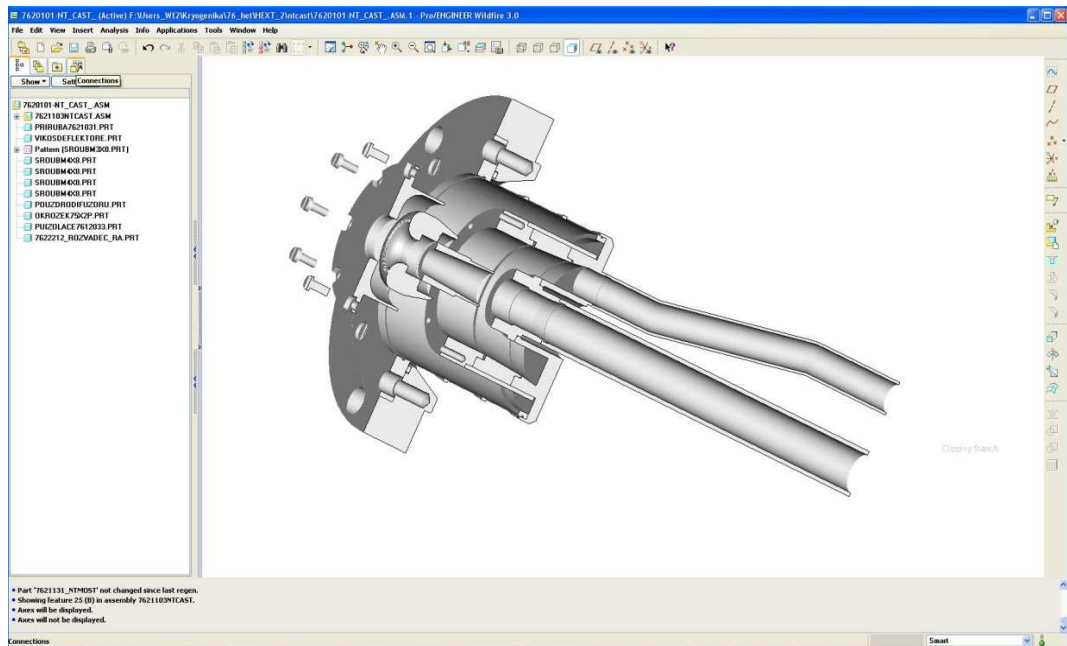 7620101-NT_CAST_ (Active) F:\Users_Wf2\Kryogenika\76_het\HEXT_2\ntcast\7620101-NT_CAST_.ASM.1 - Pro/ENGINEER Wildfire 3.0
File Edit View Insert Analysis Info Applications Tools Window Help
Show Sett Connections
7620101-NT_CAST_.ASM
7621103NTCAST.ASM
PRIRUBA7621031.PRT
VIKOSDEFLEKTORE.PRT
Pattern (SROUBM3X8.PRT)
SROUBM4X8.PRT
SROUBM4X8.PRT
SROUBM4X8.PRT
SROUBM4X8.PRT
POUZDRODIFUZORU.PRT
OKROZEK75X2P.PRT
PUIZOLACE7612033.PRT
7622212_ROZVADEC_RA.PRT
• Part '7621131_NTMOST' not changed since last regen.
• Showing feature 25 (B) in assembly 7621103NTCAST.
• Axes will be displayed.
• Axes will not be displayed.
Connections
Smart